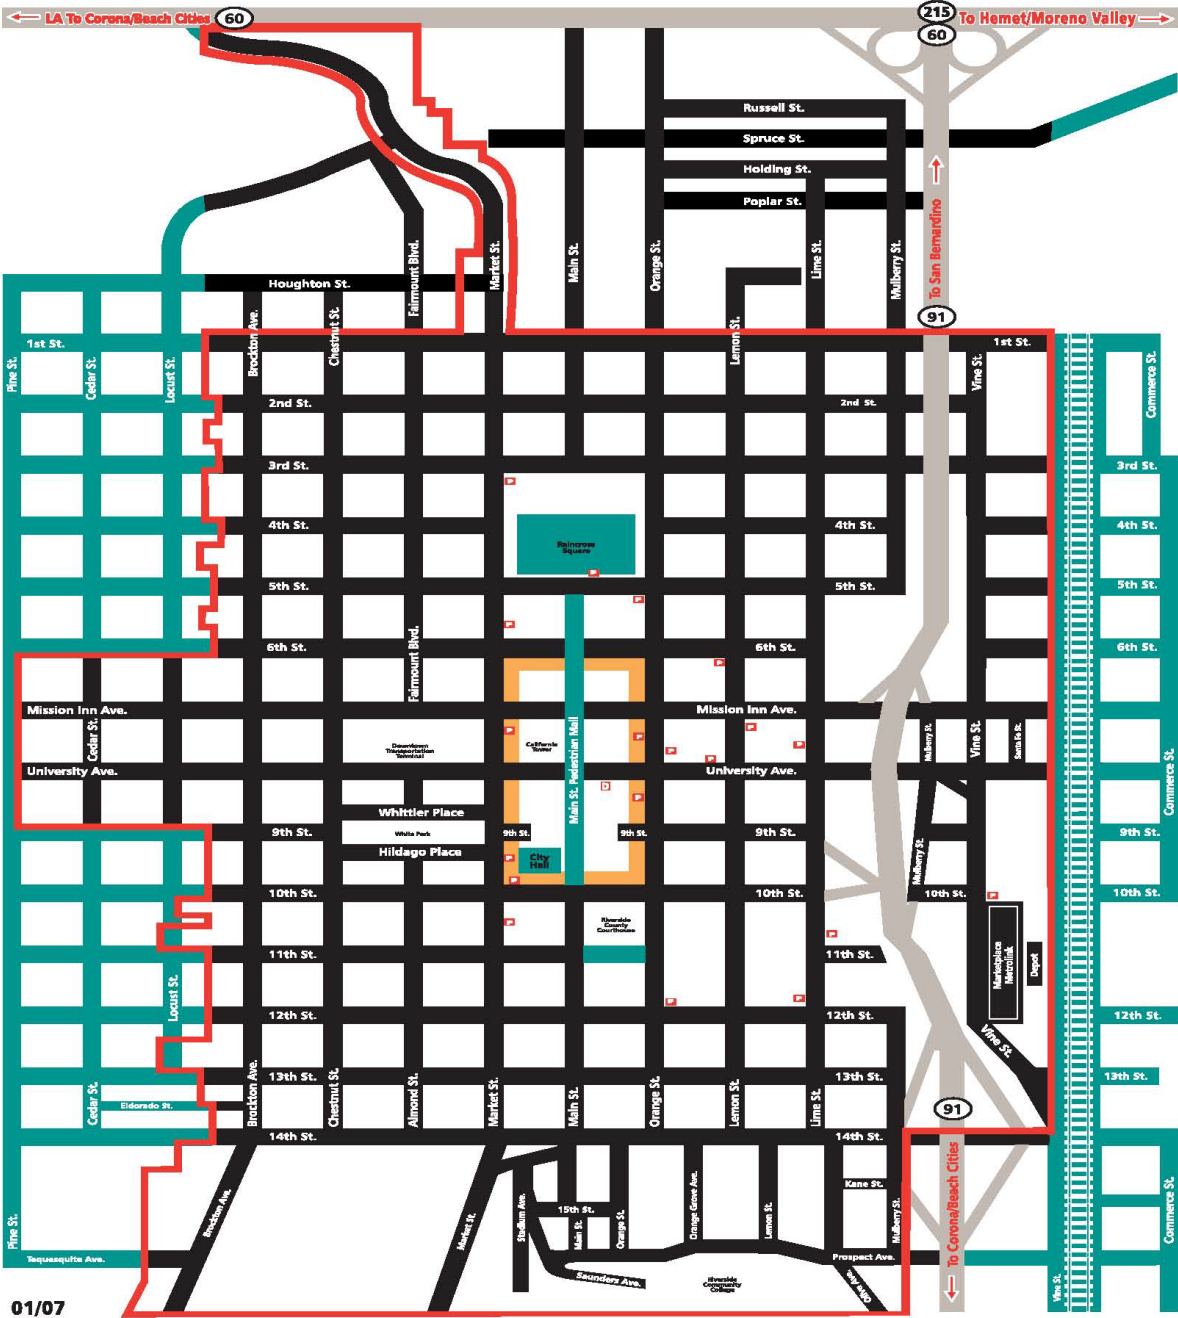 LA To Corona/Beach Cities
60
215
60
To Hemet/Moreno Valley
Russell St.
Spruce St.
Holding St.
Poplar St.
To San Bernardino
Fairmount Blvd.
Market St.
Main St.
Orange St.
Lime St.
Mulberry St.
Houghton St.
91
Brockton Ave.
Chestnut St.
Lemon St.
1st St.
1st St.
Pine St.
Cedar St.
Locust St.
Vine St.
Commerce St.
2nd St.
2nd St.
3rd St.
3rd St.
P
4th St.
4th St.
4th St.
Raincross
Square
P
5th St.
5th St.
5th St.
P
P
6th St.
6th St.
6th St.
Fairmount Blvd.
P
Mission Inn Ave.
Mission Inn Ave.
Cedar St.
Downtown
Transportation
Terminal
P
California
Tower
Main St. Pedestrian Mall
P
P
P
P
P
Mulberry St.
Vine St.
Santa Fe St.
University Ave.
University Ave.
P
P
Commerce St.
Whittier Place
9th St.
White Park
9th St.
9th St.
9th St.
9th St.
Hildago Place
P
City
Hall
P
Mulberry St.
10th St.
10th St.
10th St.
P
10th St.
P
Riverside
County
Courthouse
P
11th St.
11th St.
Marketplace
Metrolink
Depot
Locust St.
P
P
12th St.
12th St.
12th St.
Vine St.
13th St.
13th St.
13th St.
Cedar St.
Eldorado St.
Brockton Ave.
Chestnut St.
Almond St.
Market St.
Main St.
Orange St.
Lemon St.
Lime St.
91
14th St.
14th St.
Pine St.
Brockton Ave.
Market St.
Stadium Ave.
15th St.
Main St.
Orange St.
Orange Grove Ave.
Lemon St.
Kane St.
Mulberry St.
To Corona/Beach Cities
Commerce St.
Tequesquite Ave.
Prospect Ave.
Saunders Ave.
Riverside
Community
College
Olive Ave.
Vine St.
01/07